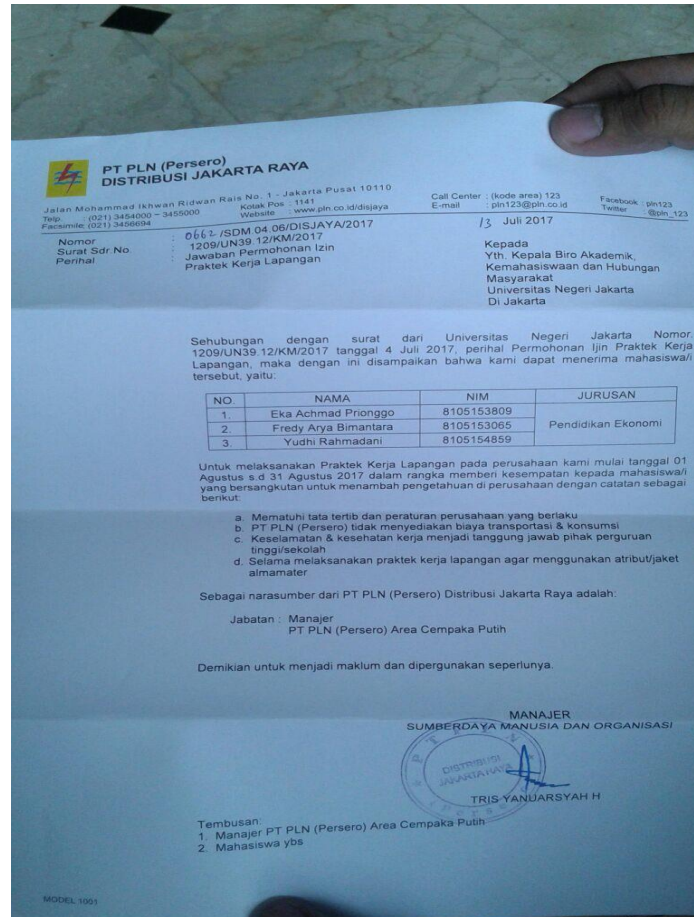 PT PLN (Persero)
DISTRIBUSI JAKARTA RAYA
Jalan Mohammad Ikhwan Ridwan Rais No. 1 - Jakarta Pusat 10110
Telp. : (021) 3454000 – 3455000 Kotak Pos : 1141 Call Center : (kode area) 123 Facebook : pln123
Facsimile (021) 3456694 Website : www.pln.co.id/disjaya E-mail : pln123@pln.co.id Twitter : @pln_123
13 Juli 2017
Nomor : 0662 /SDM.04.06/DISJAYA/2017
Surat Sdr.No. : 1209/UN39.12/KM/2017
Perihal : Jawaban Permohonan Izin
Praktek Kerja Lapangan
Kepada
Yth. Kepala Biro Akademik,
Kemahasiswaan dan Hubungan
Masyarakat
Universitas Negeri Jakarta
Di Jakarta
Sehubungan dengan surat dari Universitas Negeri Jakarta Nomor.
1209/UN39.12/KM/2017 tanggal 4 Juli 2017, perihal Permohonan Ijin Praktek Kerja
Lapangan, maka dengan ini disampaikan bahwa kami dapat menerima mahasiswa/i
tersebut, yaitu:
NO. NAMA NIM JURUSAN
1. Eka Achmad Prionggo 8105153809
2. Fredy Arya Bimantara 8105153065 Pendidikan Ekonomi
3. Yudhi Rahmadani 8105154859
Untuk melaksanakan Praktek Kerja Lapangan pada perusahaan kami mulai tanggal 01
Agustus s.d 31 Agustus 2017 dalam rangka memberi kesempatan kepada mahasiswa/i
yang bersangkutan untuk menambah pengetahuan di perusahaan dengan catatan sebagai
berikut:
a. Mematuhi tata tertib dan peraturan perusahaan yang berlaku
b. PT PLN (Persero) tidak menyediakan biaya transportasi & konsumsi
c. Keselamatan & kesehatan kerja menjadi tanggung jawab pihak perguruan
tinggi/sekolah
d. Selama melaksanakan praktek kerja lapangan agar menggunakan atribut/jaket
almamater
Sebagai narasumber dari PT PLN (Persero) Distribusi Jakarta Raya adalah:
Jabatan : Manajer
PT PLN (Persero) Area Cempaka Putih
Demikian untuk menjadi maklum dan dipergunakan seperlunya.
MANAJER
SUMBERDAYA MANUSIA DAN ORGANISASI
DISTRIBUSI
JAKARTA RAYA
TRIS YANUARSYAH H
Tembusan:
1. Manajer PT PLN (Persero) Area Cempaka Putih
2. Mahasiswa ybs
MODEL 1001